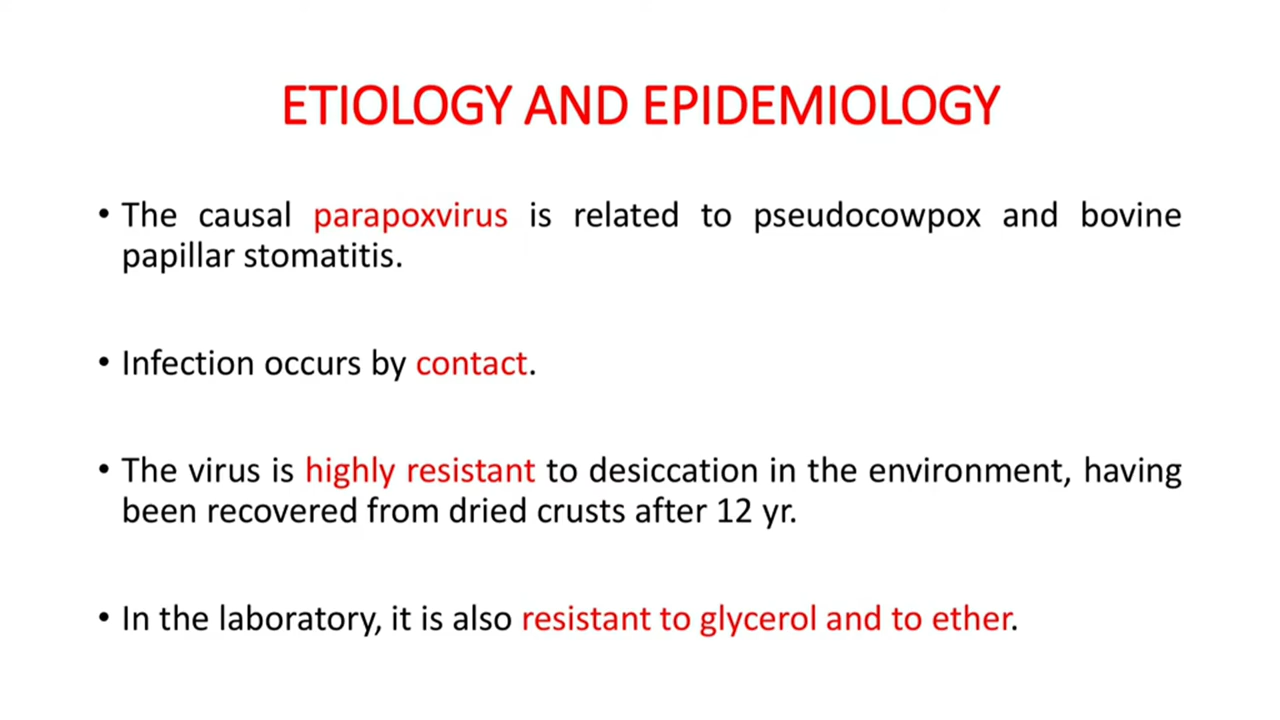 ETIOLOGY AND EPIDEMIOLOGY
• The causal parapoxvirus is related to pseudocowpox and bovine
papillar stomatitis.
• Infection occurs by contact.
• The virus is highly resistant to desiccation in the environment, having
been recovered from dried crusts after 12 yr.
• In the laboratory, it is also resistant to glycerol and to ether.